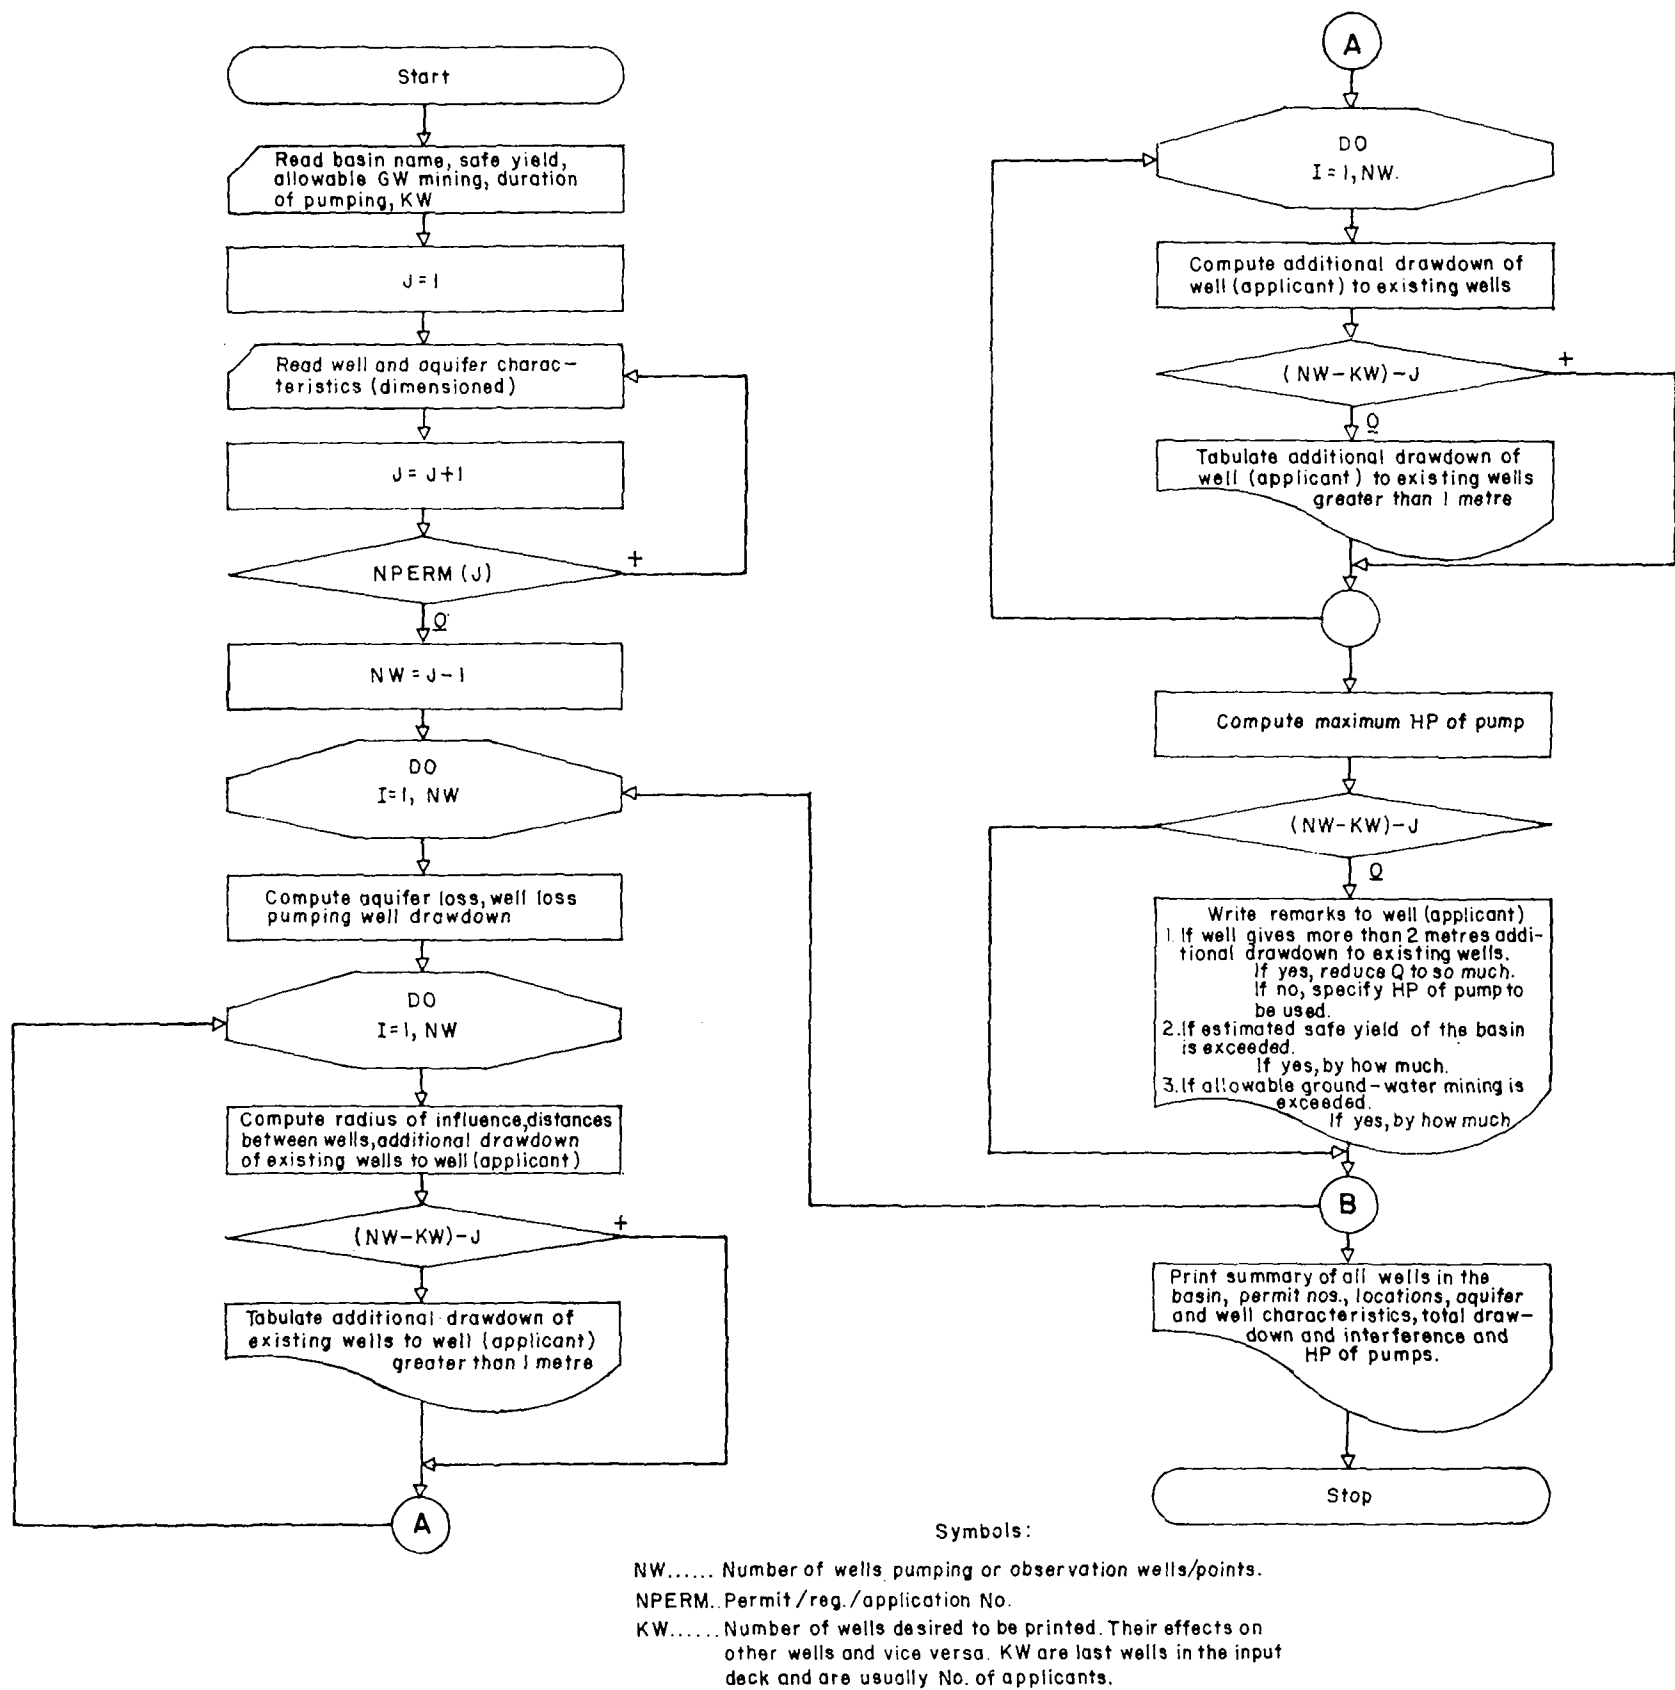 Start
Read basin name, safe yield,
allowable GW mining, duration
of pumping, KW
J = 1
Read well and aquifer charac-
teristics (dimensioned)
J = J+1
NPERM (J)
+
0
NW = J-1
DO
I=1, NW
Compute aquifer loss, well loss
pumping well drawdown
DO
I=1, NW
Compute radius of influence, distances
between wells, additional drawdown
of existing wells to well (applicant)
(NW-KW)-J
+
Tabulate additional drawdown of
existing wells to well (applicant)
greater than 1 metre
A
A
DO
I = 1, NW.
Compute additional drawdown of
well (applicant) to existing wells
(NW-KW)-J
+
0
Tabulate additional drawdown of
well (applicant) to existing wells
greater than 1 metre
Compute maximum HP of pump
(NW-KW)-J
0
Write remarks to well (applicant)
1. If well gives more than 2 metres addi-
tional drawdown to existing wells.
If yes, reduce Q to so much.
If no, specify HP of pump to
be used.
2. If estimated safe yield of the basin
is exceeded.
If yes, by how much.
3. If allowable ground-water mining is
exceeded.
If yes, by how much
B
Print summary of all wells in the
basin, permit nos., locations, aquifer
and well characteristics, total draw-
down and interference and
HP of pumps.
Stop
Symbols:
NW...... Number of wells pumping or observation wells/points.
NPERM.. Permit/reg./application No.
KW...... Number of wells desired to be printed. Their effects on
other wells and vice versa. KW are last wells in the input
deck and are usually No. of applicants.